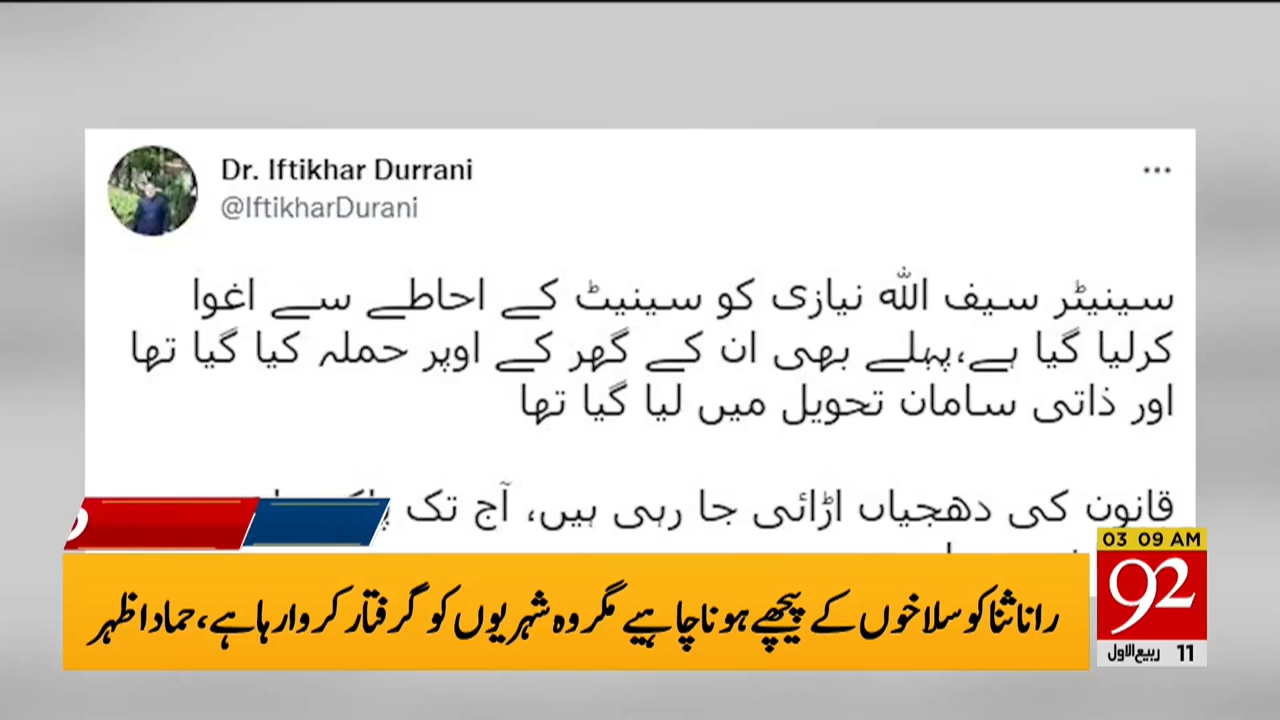 Dr. Iftikhar Durrani
@IftikharDurani
سینیٹر سیف اللہ نیازی کو سینیٹ کے احاطے سے اغوا
کرلیا گیا ہے،پہلے بھی ان کے گھر کے اوپر حملہ کیا گیا تھا
اور ذاتی سامان تحویل میں لیا گیا تھا
قانون کی دھجیاں اڑائی جا رہی ہیں، آج تک
03 09 AM
92
راناثنا کو سلاخوں کے پیچھے ہونا چاہیے مگر وہ شہریوں کو گرفتار کروا رہا ہے، حماد اظہر
11 ربیع الاول